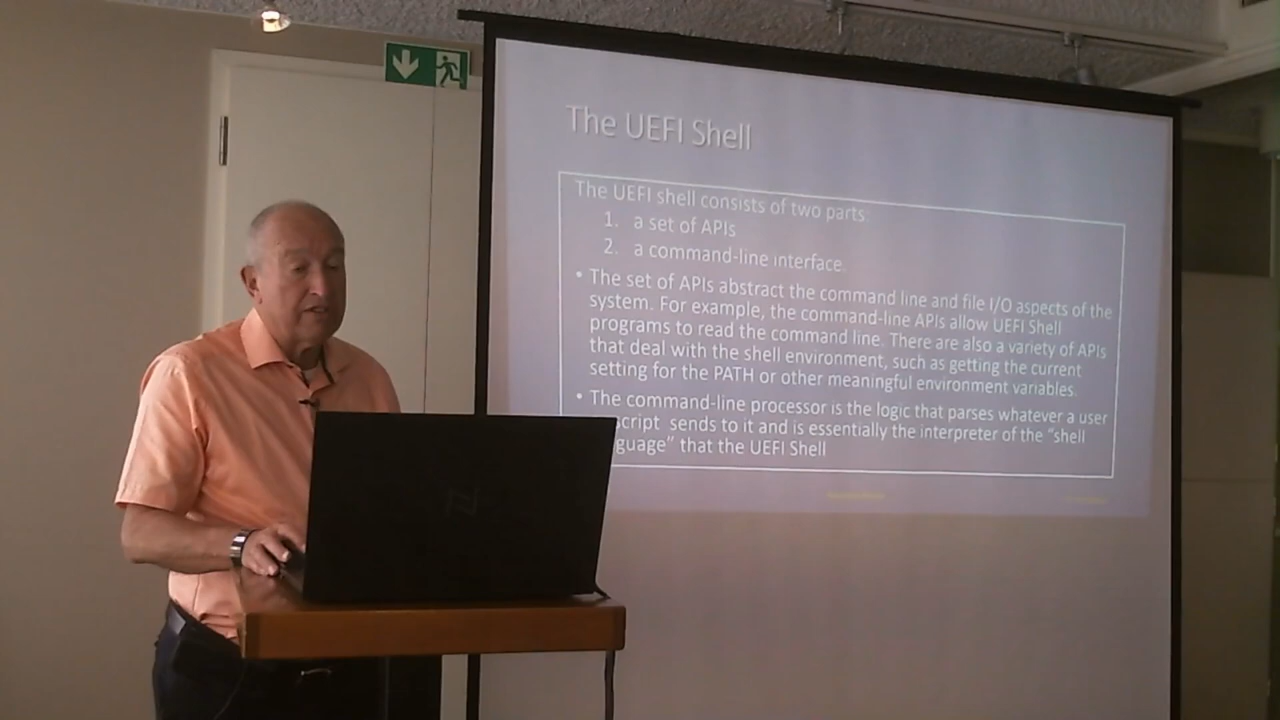 The UEFI Shell
The UEFI shell consists of two parts:
1. a set of APIs
2. a command-line interface.
• The set of APIs abstract the command line and file I/O aspects of the
system. For example, the command-line APIs allow UEFI Shell
programs to read the command line. There are also a variety of APIs
that deal with the shell environment, such as getting the current
setting for the PATH or other meaningful environment variables.
• The command-line processor is the logic that parses whatever a user
script sends to it and is essentially the interpreter of the “shell
guage” that the UEFI Shell